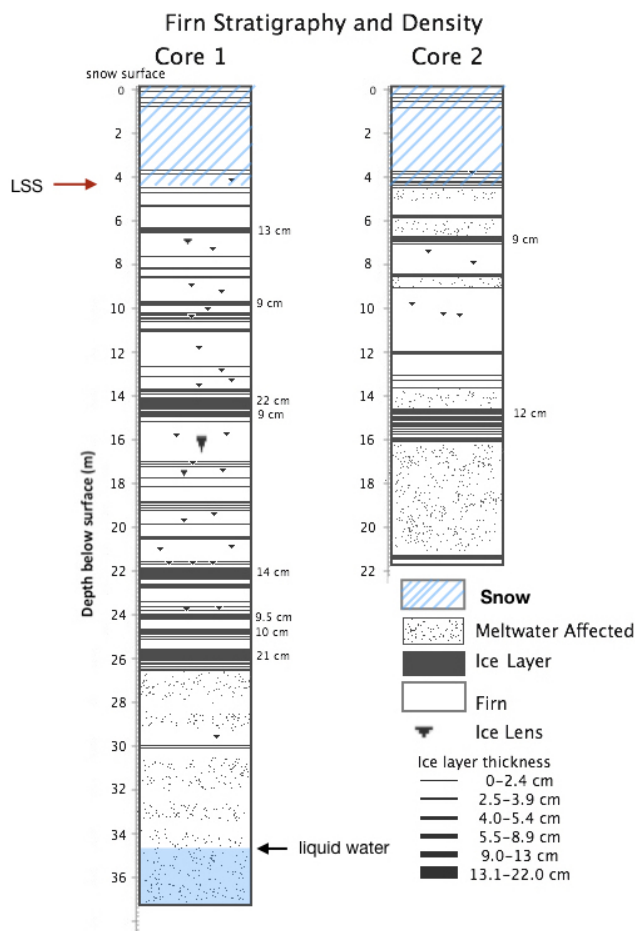 Firn Stratigraphy and Density
Core 1
Core 2
snow surface
LSS
Depth below surface (m)
0
2
4
6
8
10
12
14
16
18
20
22
24
26
28
30
32
34
36
13 cm
9 cm
22 cm
9 cm
14 cm
9.5 cm
10 cm
21 cm
liquid water
0
2
4
6
8
10
12
14
16
18
20
22
9 cm
12 cm
Snow
Meltwater Affected
Ice Layer
Firn
Ice Lens
Ice layer thickness
0-2.4 cm
2.5-3.9 cm
4.0-5.4 cm
5.5-8.9 cm
9.0-13 cm
13.1-22.0 cm